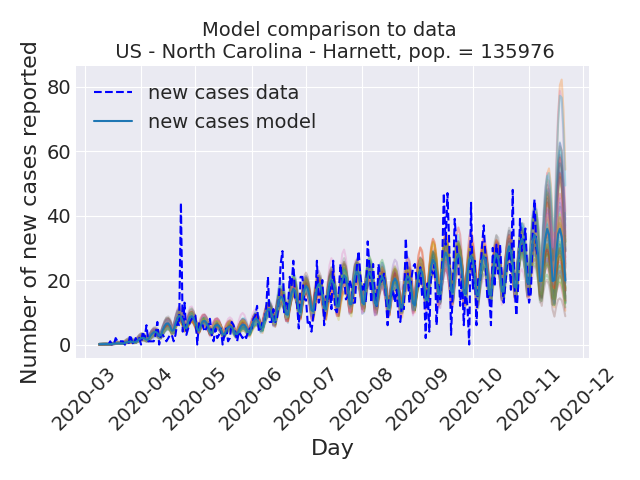 Model comparison to data
US - North Carolina - Harnett, pop. = 135976
Number of new cases reported
80
60
40
20
0
new cases data
new cases model
2020-03
2020-04
2020-05
2020-06
2020-07
2020-08
2020-09
2020-10
2020-11
2020-12
Day